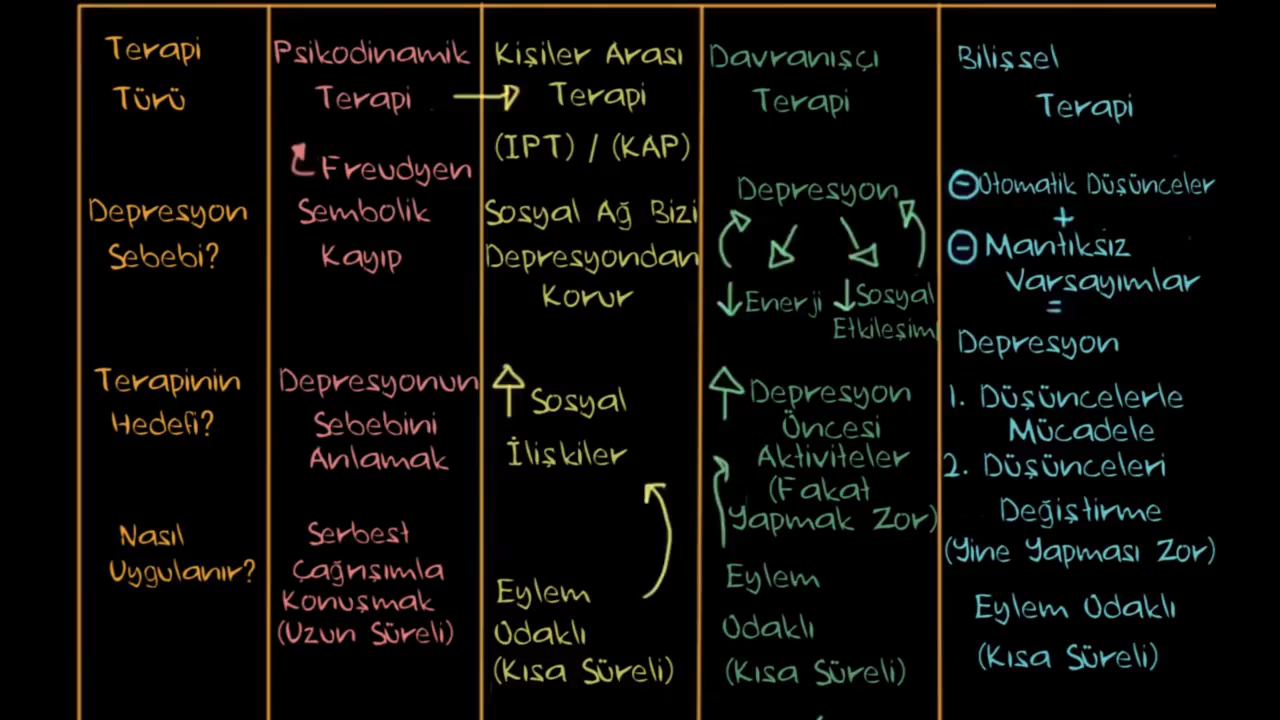 Terapi
Türü
Depresyon
Sebebi?
Terapinin
Hedefi?
Nasıl
Uygulanır?
Psikodinamik
Terapi
Freudyen
Sembolik
Kayıp
Depresyonun
Sebebini
Anlamak
Serbest
Çağrışımla
Konuşmak
(Uzun Süreli)
Kişiler Arası
Terapi
(IPT) / (KAP)
Sosyal Ağ Bizi
Depresyondan
Korur
Sosyal
İlişkiler
Eylem
Odaklı
(Kısa Süreli)
Davranışçı
Terapi
Depresyon
↓ Enerji ↓ Sosyal
Etkileşim
Depresyon
Öncesi
Aktiviteler
(Fakat
Yapmak Zor)
Eylem
Odaklı
(Kısa Süreli)
Bilişsel
Terapi
⊖ Otomatik Düşünceler
+
⊖ Mantıksız
Varsayımlar
=
Depresyon
1. Düşüncelerle
Mücadele
2. Düşünceleri
Değiştirme
(Yine Yapması Zor)
Eylem Odaklı
(Kısa Süreli)